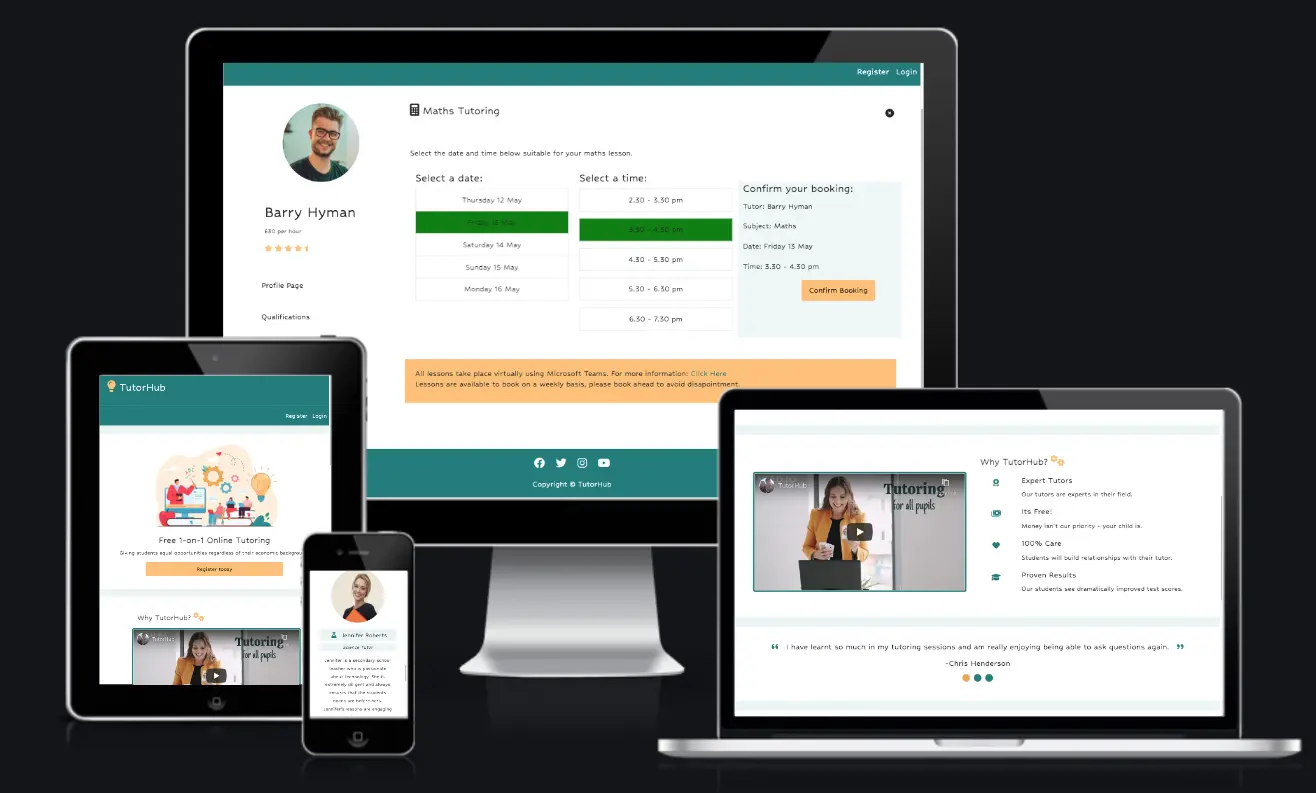 Register Login
Maths Tutoring
Select the date and time below suitable for your maths lesson.
Barry Hyman
£30 per hour
Profile Page
Qualifications
Select a date:
Thursday 12 May
Friday 13 May
Saturday 14 May
Sunday 15 May
Monday 16 May
Select a time:
2.30 - 3.30 pm
3.30 - 4.30 pm
4.30 - 5.30 pm
5.30 - 6.30 pm
6.30 - 7.30 pm
Confirm your booking:
Tutor: Barry Hyman
Subject: Maths
Date: Friday 13 May
Time: 3.30 - 4.30 pm
Confirm Booking
All lessons take place virtually using Microsoft Teams. For more information: Click Here
Lessons are available to book on a weekly basis, please book ahead to avoid disapointment.
Copyright © TutorHub
TutorHub
Register Login
Free 1-on-1 Online Tutoring
Giving students equal opportunities regardless of their economic
Register today
Why TutorHub?
TutorHub
Tutoring
for all pupils
Jennifer Roberts
Science Tutor
Jennifer is a secondary school
teacher who is passionate
about technology. She is
extremely diligent and always
ensures that the students
needs are before hers.
Jennifer's lessons are engaging
TutorHub
Tutoring
for all pupils
Why TutorHub?
Expert Tutors
Our tutors are experts in their field.
Its Free!
Money isn't our priority - your child is.
100% Care
Students will build relationships with their tutor.
Proven Results
Our students see dramatically improved test scores.
❝ I have learnt so much in my tutoring sessions and am really enjoying being able to ask questions again. ❞
-Chris Henderson